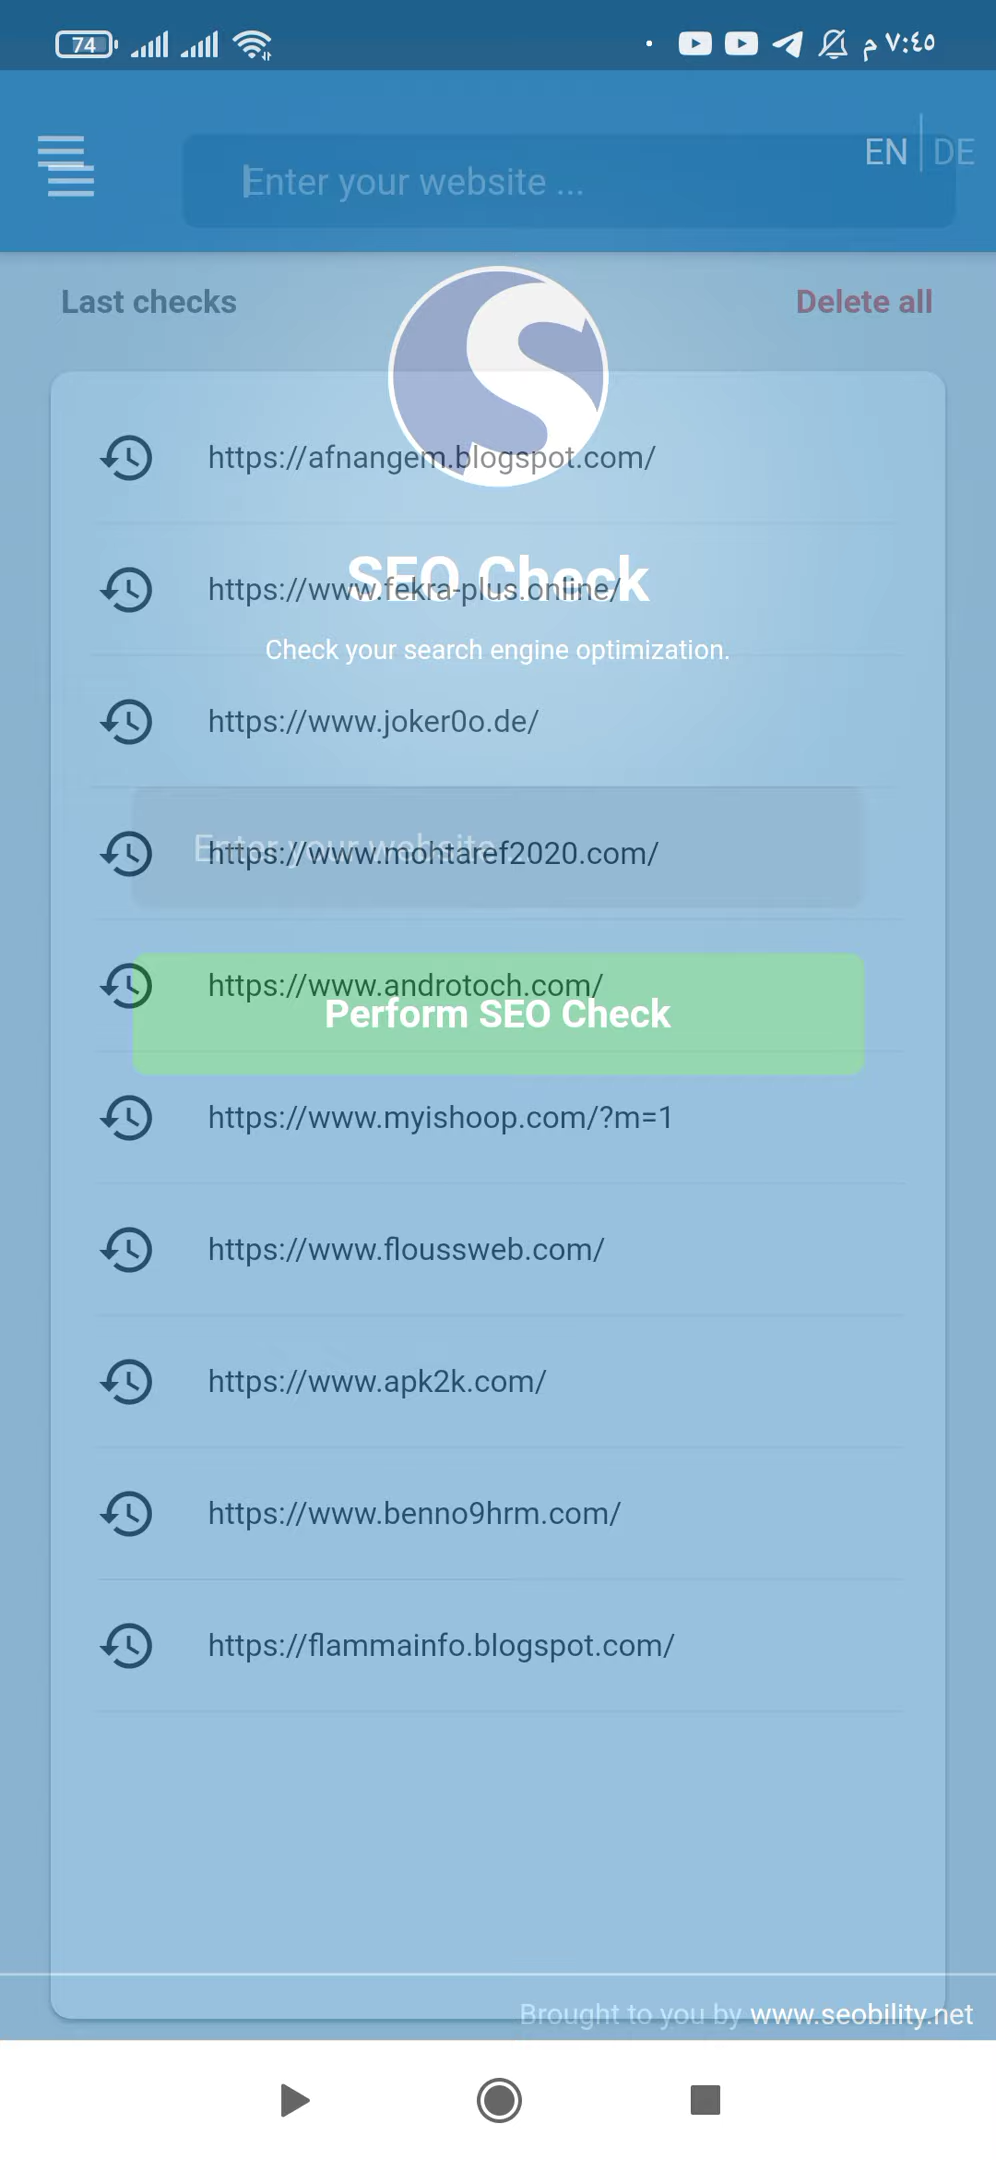 74
٧:٤٥ م
Enter your website ...
EN | DE
Last checks
Delete all
https://afnangem.blogspot.com/
SEO Check
https://www.fekra-plus.online/
Check your search engine optimization.
https://www.joker0o.de/
Enter your website ...
https://www.mohtaref2020.com/
https://www.androtoch.com/
Perform SEO Check
https://www.myishoop.com/?m=1
https://www.floussweb.com/
https://www.apk2k.com/
https://www.benno9hrm.com/
https://flammainfo.blogspot.com/
Brought to you by www.seobility.net